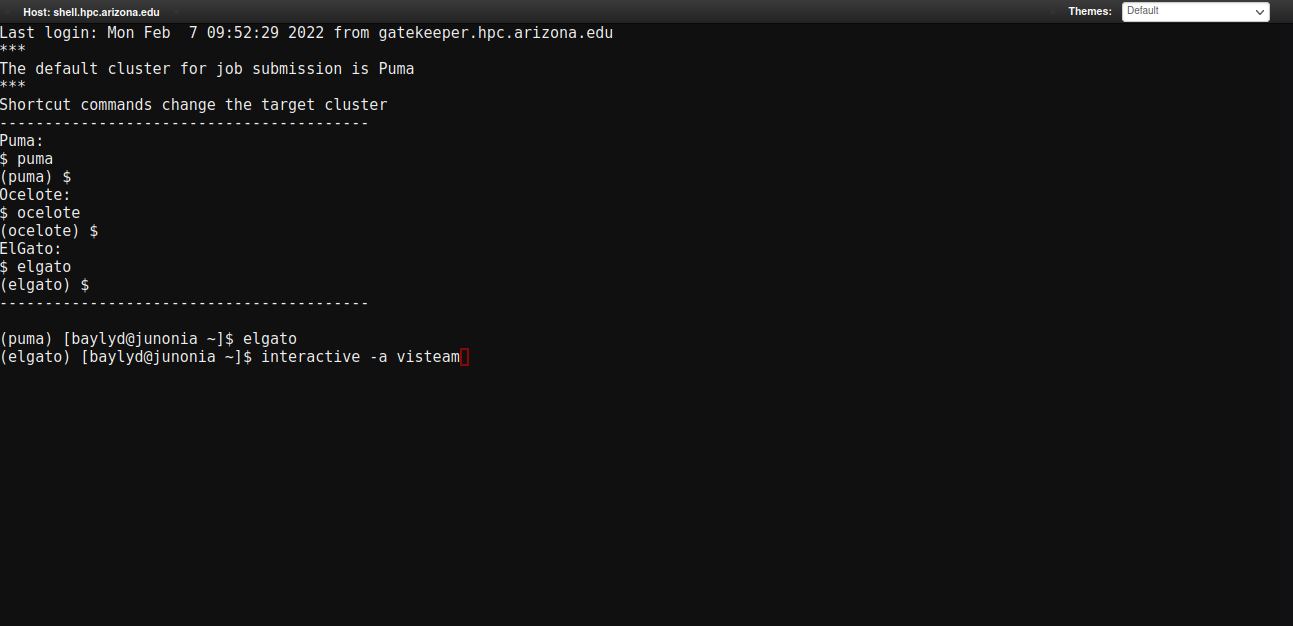 Host: shell.hpc.arizona.edu
Themes: Default
Last login: Mon Feb  7 09:52:29 2022 from gatekeeper.hpc.arizona.edu
***
The default cluster for job submission is Puma
***
Shortcut commands change the target cluster
-----------------------------------------
Puma:
$ puma
(puma) $
Ocelote:
$ ocelote
(ocelote) $
ElGato:
$ elgato
(elgato) $
-----------------------------------------
(puma) [baylyd@junonia ~]$ elgato
(elgato) [baylyd@junonia ~]$ interactive -a visteam